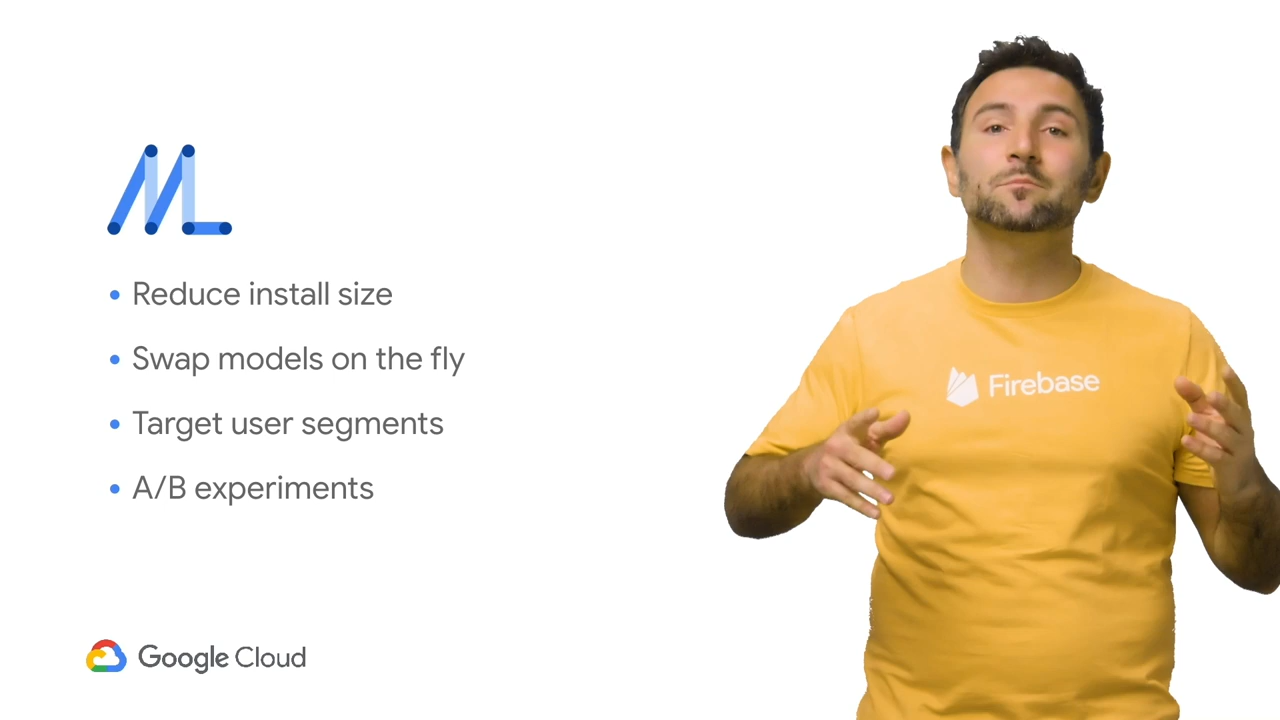 ML
Reduce install size
Swap models on the fly
Target user segments
A/B experiments
Firebase
Google Cloud